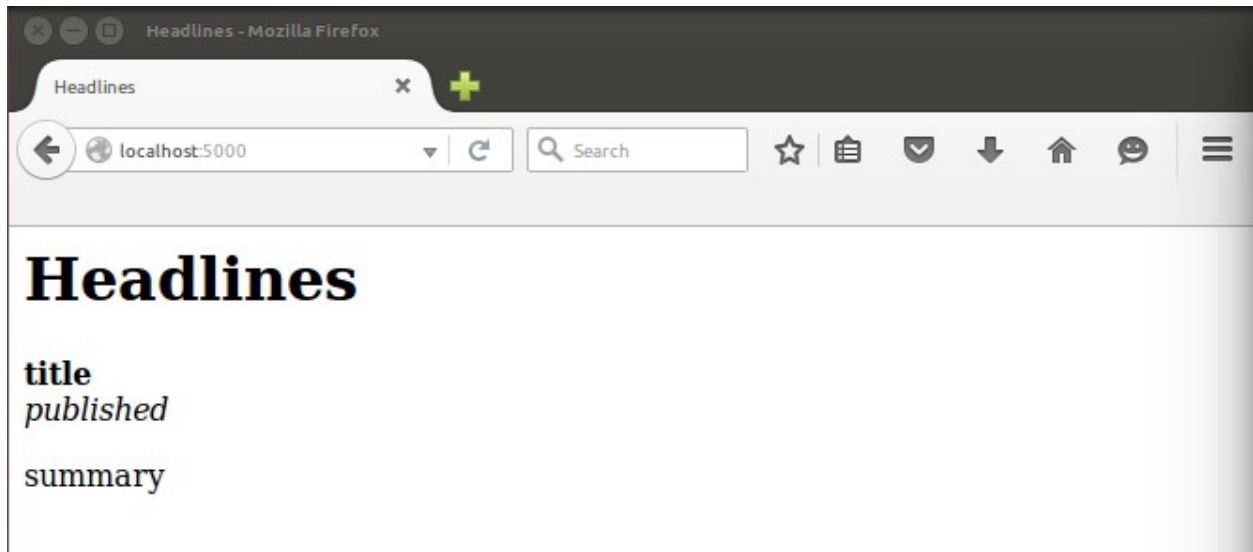 Headlines - Mozilla Firefox
Headlines
localhost:5000
Search
Headlines
title
published
summary